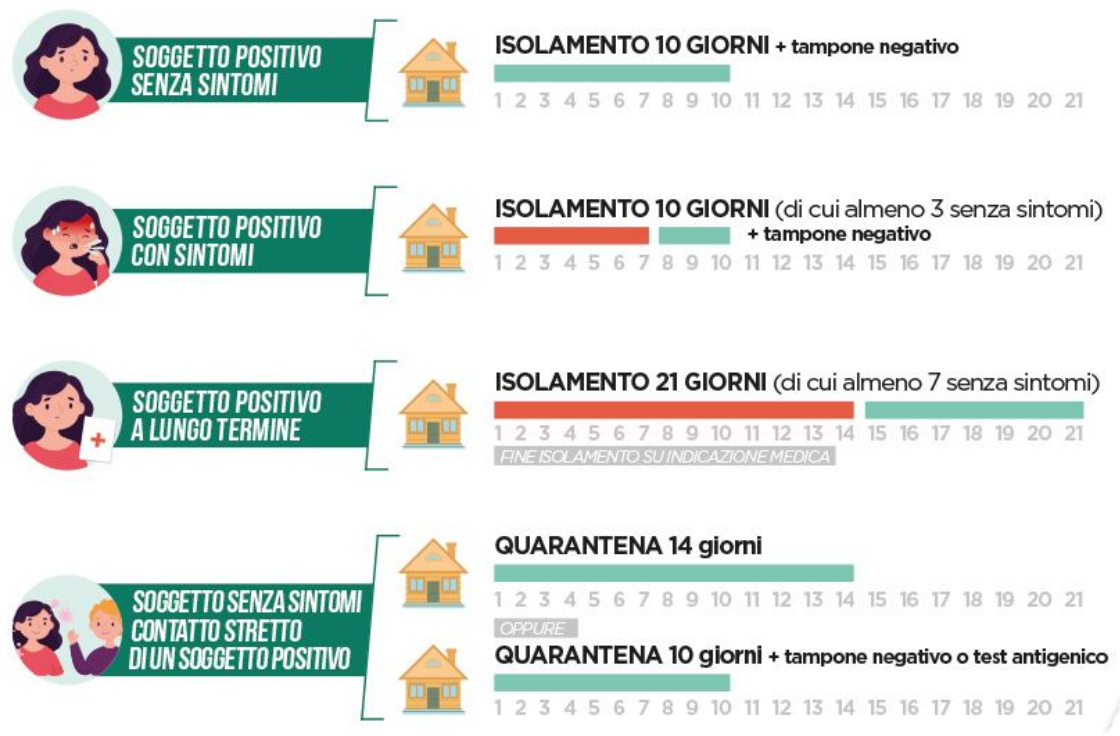 SOGGETTO POSITIVO
SENZA SINTOMI
ISOLAMENTO 10 GIORNI + tampone negativo
1 2 3 4 5 6 7 8 9 10 11 12 13 14 15 16 17 18 19 20 21
SOGGETTO POSITIVO
CON SINTOMI
ISOLAMENTO 10 GIORNI (di cui almeno 3 senza sintomi)
+ tampone negativo
1 2 3 4 5 6 7 8 9 10 11 12 13 14 15 16 17 18 19 20 21
SOGGETTO POSITIVO
A LUNGO TERMINE
ISOLAMENTO 21 GIORNI (di cui almeno 7 senza sintomi)
1 2 3 4 5 6 7 8 9 10 11 12 13 14 15 16 17 18 19 20 21
FINE ISOLAMENTO SU INDICAZIONE MEDICA
SOGGETTO SENZA SINTOMI
CONTATTO STRETTO
DI UN SOGGETTO POSITIVO
QUARANTENA 14 giorni
1 2 3 4 5 6 7 8 9 10 11 12 13 14 15 16 17 18 19 20 21
OPPURE
QUARANTENA 10 giorni + tampone negativo o test antigenico
1 2 3 4 5 6 7 8 9 10 11 12 13 14 15 16 17 18 19 20 21